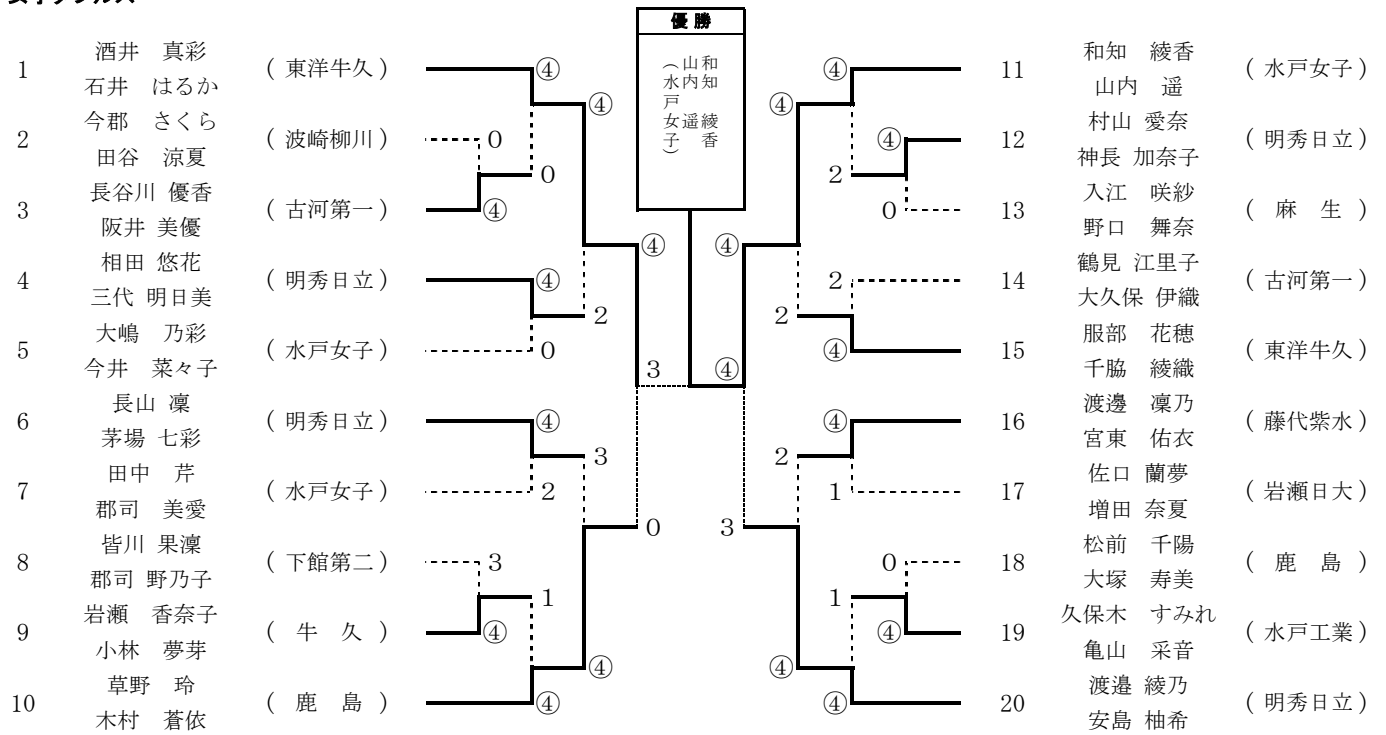 優 勝
和知 綾香
山内 遥
(水戸女子)
1 酒井 真彩 石井 はるか ( 東洋牛久 )
2 今郡 さくら 田谷 涼夏 ( 波崎柳川 )
3 長谷川 優香 阪井 美優 ( 古河第一 )
4 相田 悠花 三代 明日美 ( 明秀日立 )
5 大嶋 乃彩 今井 菜々子 ( 水戸女子 )
6 長山 凜 茅場 七彩 ( 明秀日立 )
7 田中 芹 郡司 美愛 ( 水戸女子 )
8 皆川 果凜 郡司 野乃子 ( 下館第二 )
9 岩瀬 香奈子 小林 夢芽 ( 牛 久 )
10 草野 玲 木村 蒼依 ( 鹿 島 )
④
0
④
0
④
0
④
2
④
3
④
2
3
④
1
④
④
3
④
0
④
④
④
2
④
0
④
2
④
2
④
④
④
1
2
0
④
1
④
④
3
11 和知 綾香 山内 遥 ( 水戸女子 )
12 村山 愛奈 神長 加奈子 ( 明秀日立 )
13 入江 咲紗 野口 舞奈 ( 麻 生 )
14 鶴見 江里子 大久保 伊織 ( 古河第一 )
15 服部 花穂 千脇 綾織 ( 東洋牛久 )
16 渡邊 凜乃 宮東 佑衣 ( 藤代紫水 )
17 佐口 蘭夢 増田 奈夏 ( 岩瀬日大 )
18 松前 千陽 大塚 寿美 ( 鹿 島 )
19 久保木 すみれ 亀山 采音 ( 水戸工業 )
20 渡邉 綾乃 安島 柚希 ( 明秀日立 )